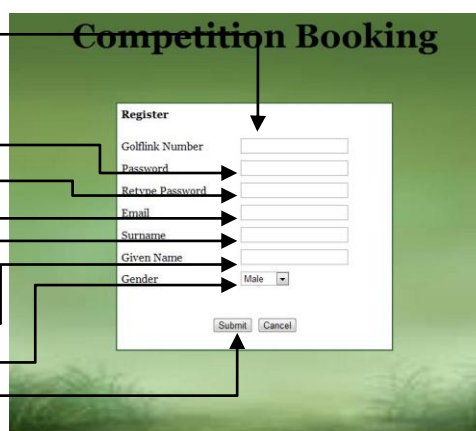 Competition Booking
Register
Golflink Number
Password
Retype Password
Email
Surname
Given Name
Gender Male
Submit Cancel